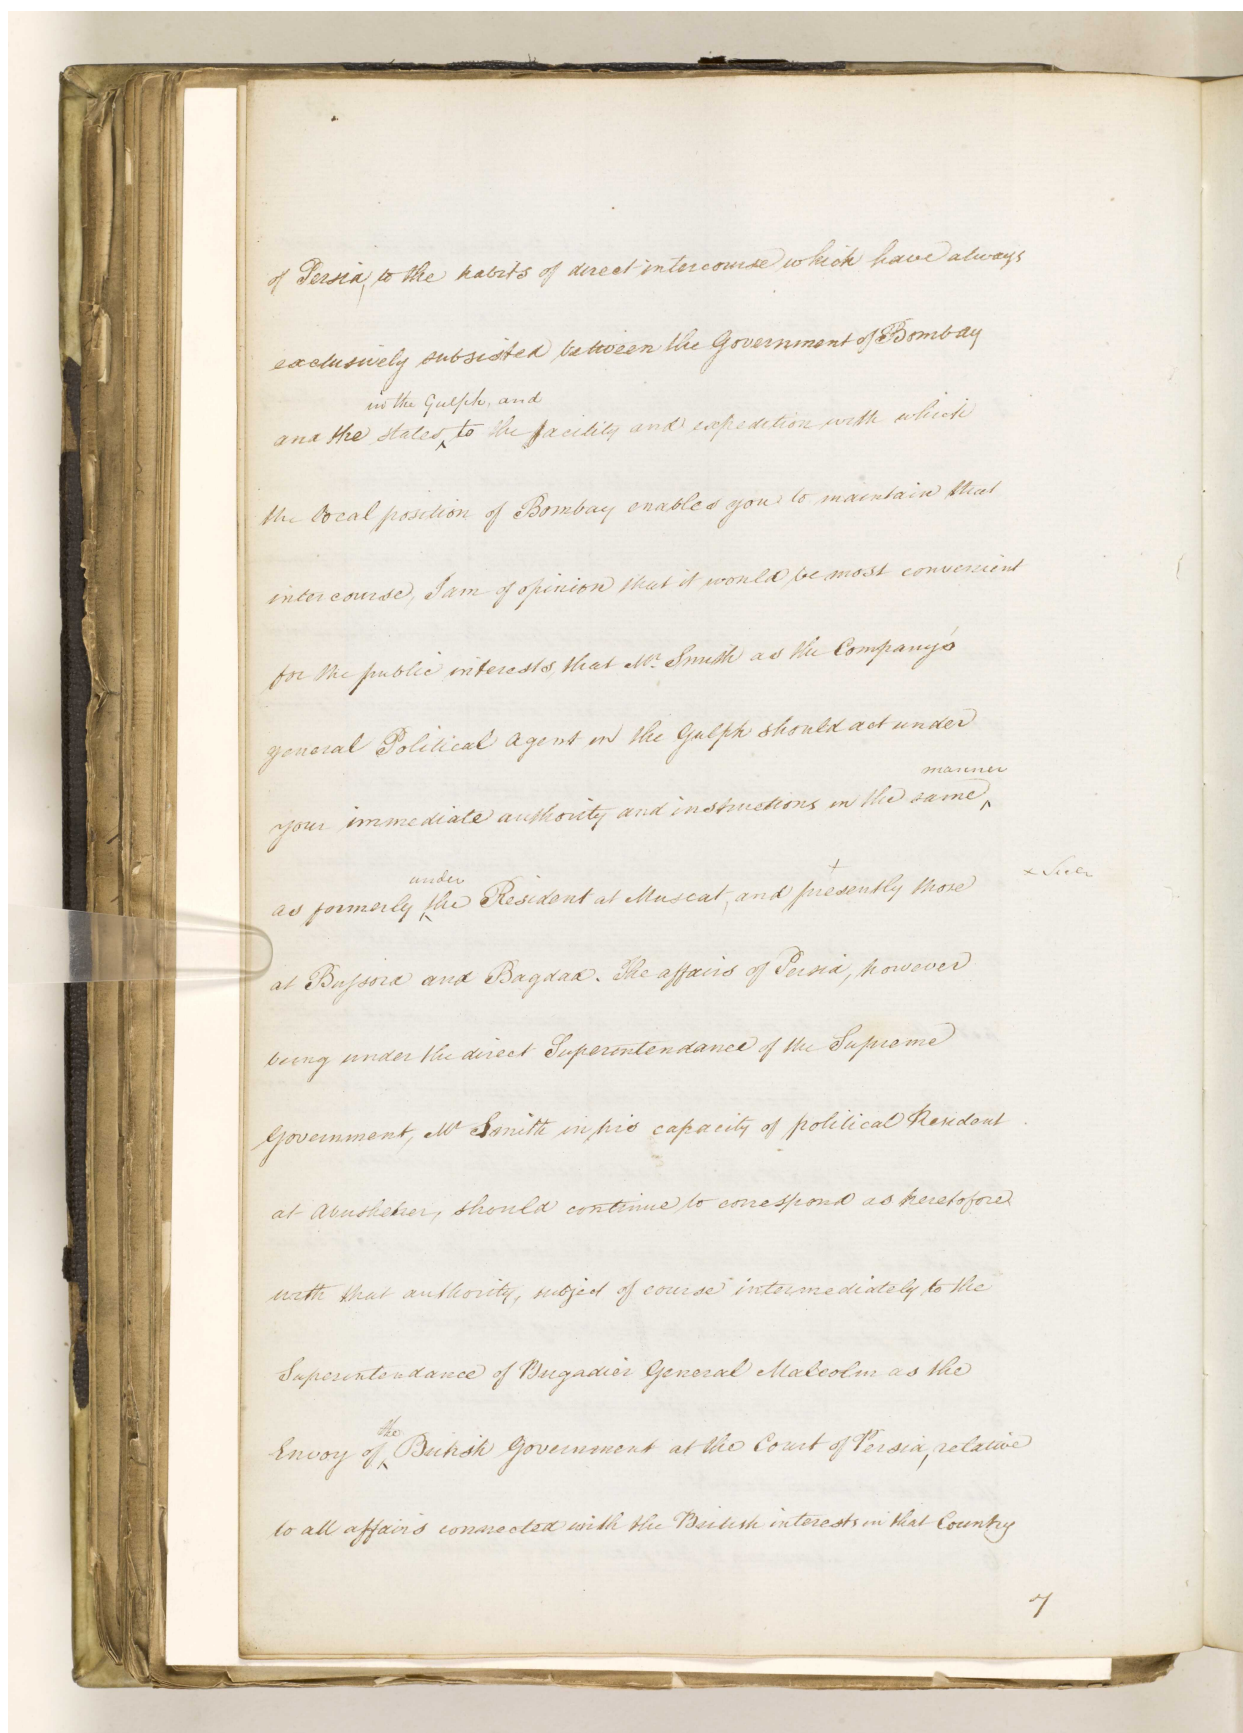 of Persia, to the habits of direct intercourse which have always
exclusively subsisted between the Government of Bombay
in the Gulph, and
and the states, to the facility and expedition with which
the local position of Bombay enables you to maintain that
intercourse, I am of opinion that it would be most convenient
for the public interests, that Mr. Smith as the Company's
general Political Agent in the Gulph should act under
manner
your immediate authority and instructions in the same
under
as formerly the Resident at Muscat, and presently those
at Bussora and Bagdad. The affairs of Persia, however
being under the direct Superintendance of the Supreme
Government, Mr Smith in his capacity of political Resident
at Abusheher, should continue to correspond as heretofore
with that authority, subject of course intermediately to the
Superintendance of Brigadier General Malcolm as the
the
Envoy of British Government at the Court of Persia, relative
to all affairs connected with the British interests in that Country
7